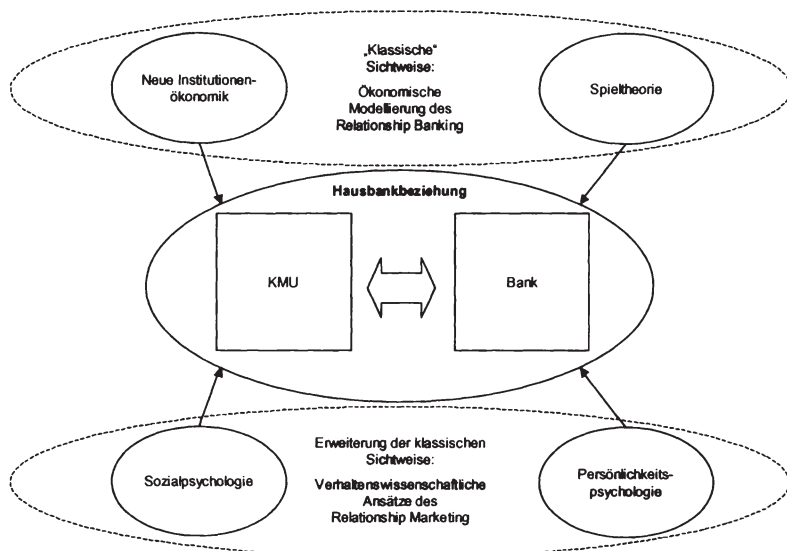 „Klassische“
Sichtweise:
Neue Institutionen-
ökonomik
Ökonomische
Modellierung des
Relationship Banking
Spieltheorie
Hausbankbeziehung
KMU
Bank
Erweiterung der klassischen
Sichtweise:
Sozialpsychologie
Verhaltenswissenschaftliche
Ansätze des
Relationship Marketing
Persönlichkeits-
psychologie